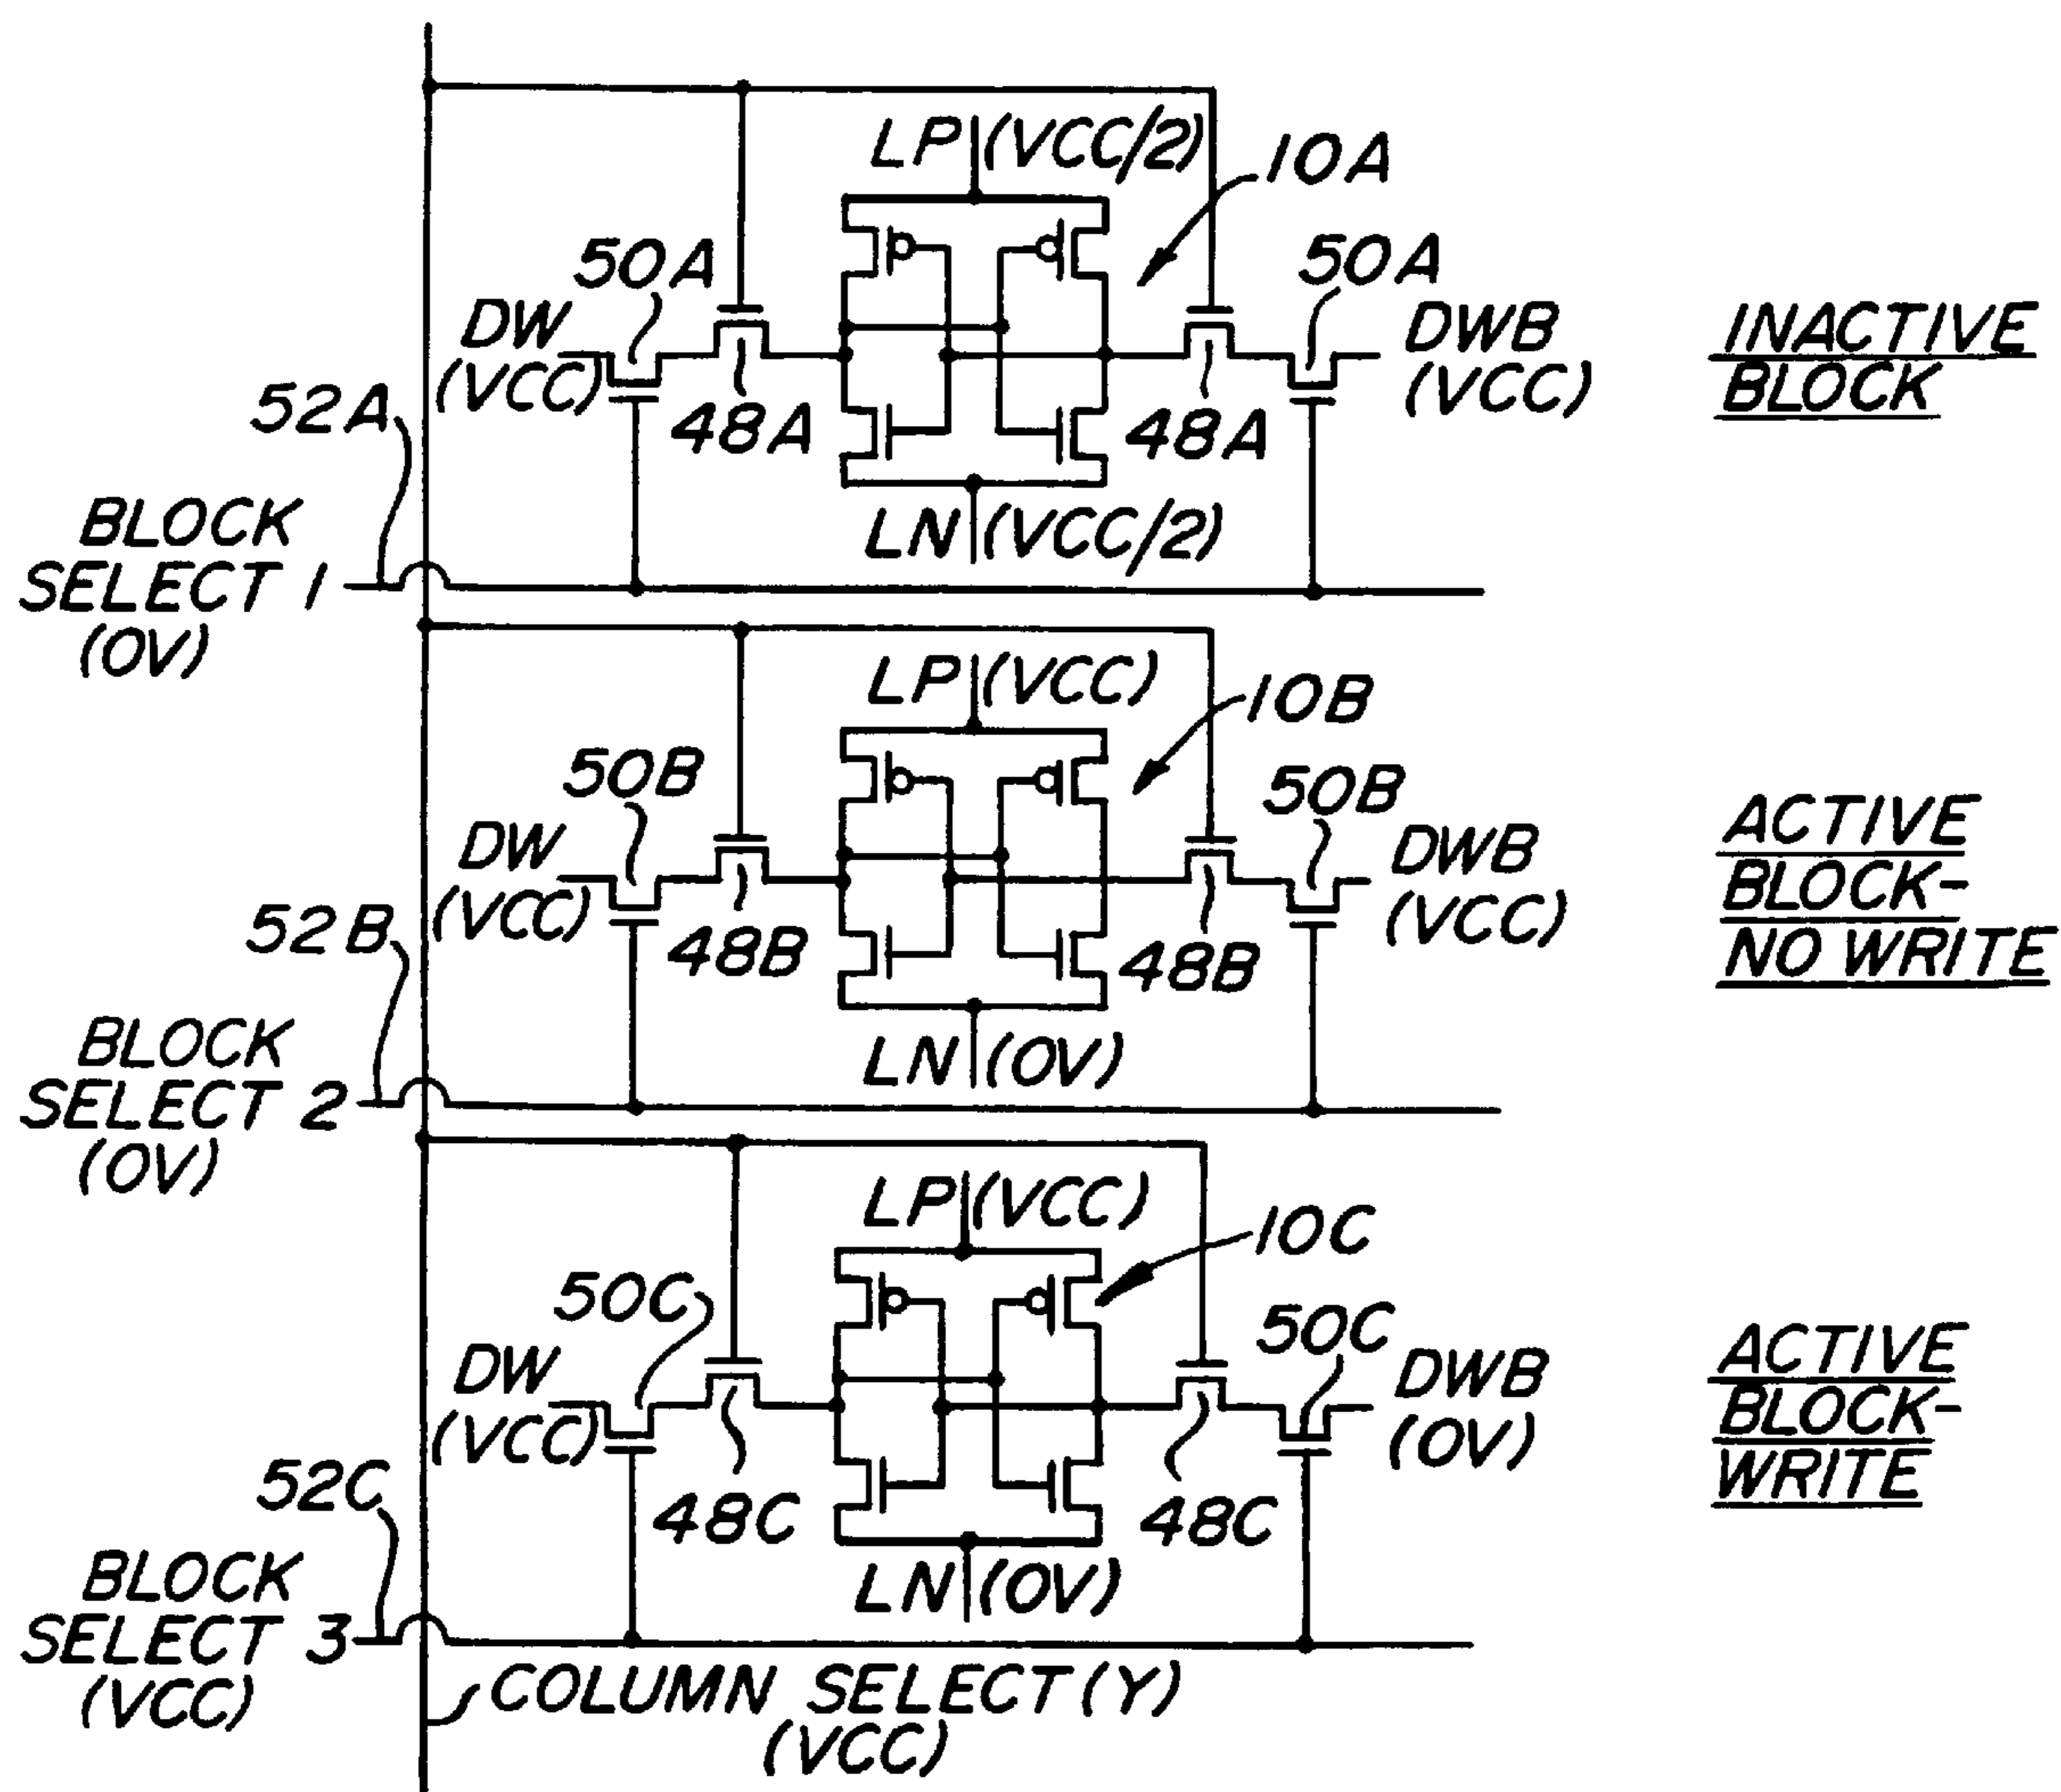 LP (VCC/2)
10A
50A
50A
DW
(VCC)
DWB
(VCC)
INACTIVE
BLOCK
52A
48A
48A
BLOCK
SELECT 1
(0V)
LN (VCC/2)
LP (VCC)
10B
50B
50B
DW
(VCC)
DWB
(VCC)
ACTIVE
BLOCK-
NO WRITE
52B
48B
48B
BLOCK
SELECT 2
(0V)
LN (0V)
LP (VCC)
10C
50C
50C
DW
(VCC)
DWB
(0V)
ACTIVE
BLOCK-
WRITE
52C
48C
48C
BLOCK
SELECT 3
(VCC)
LN (0V)
COLUMN SELECT (Y)
(VCC)